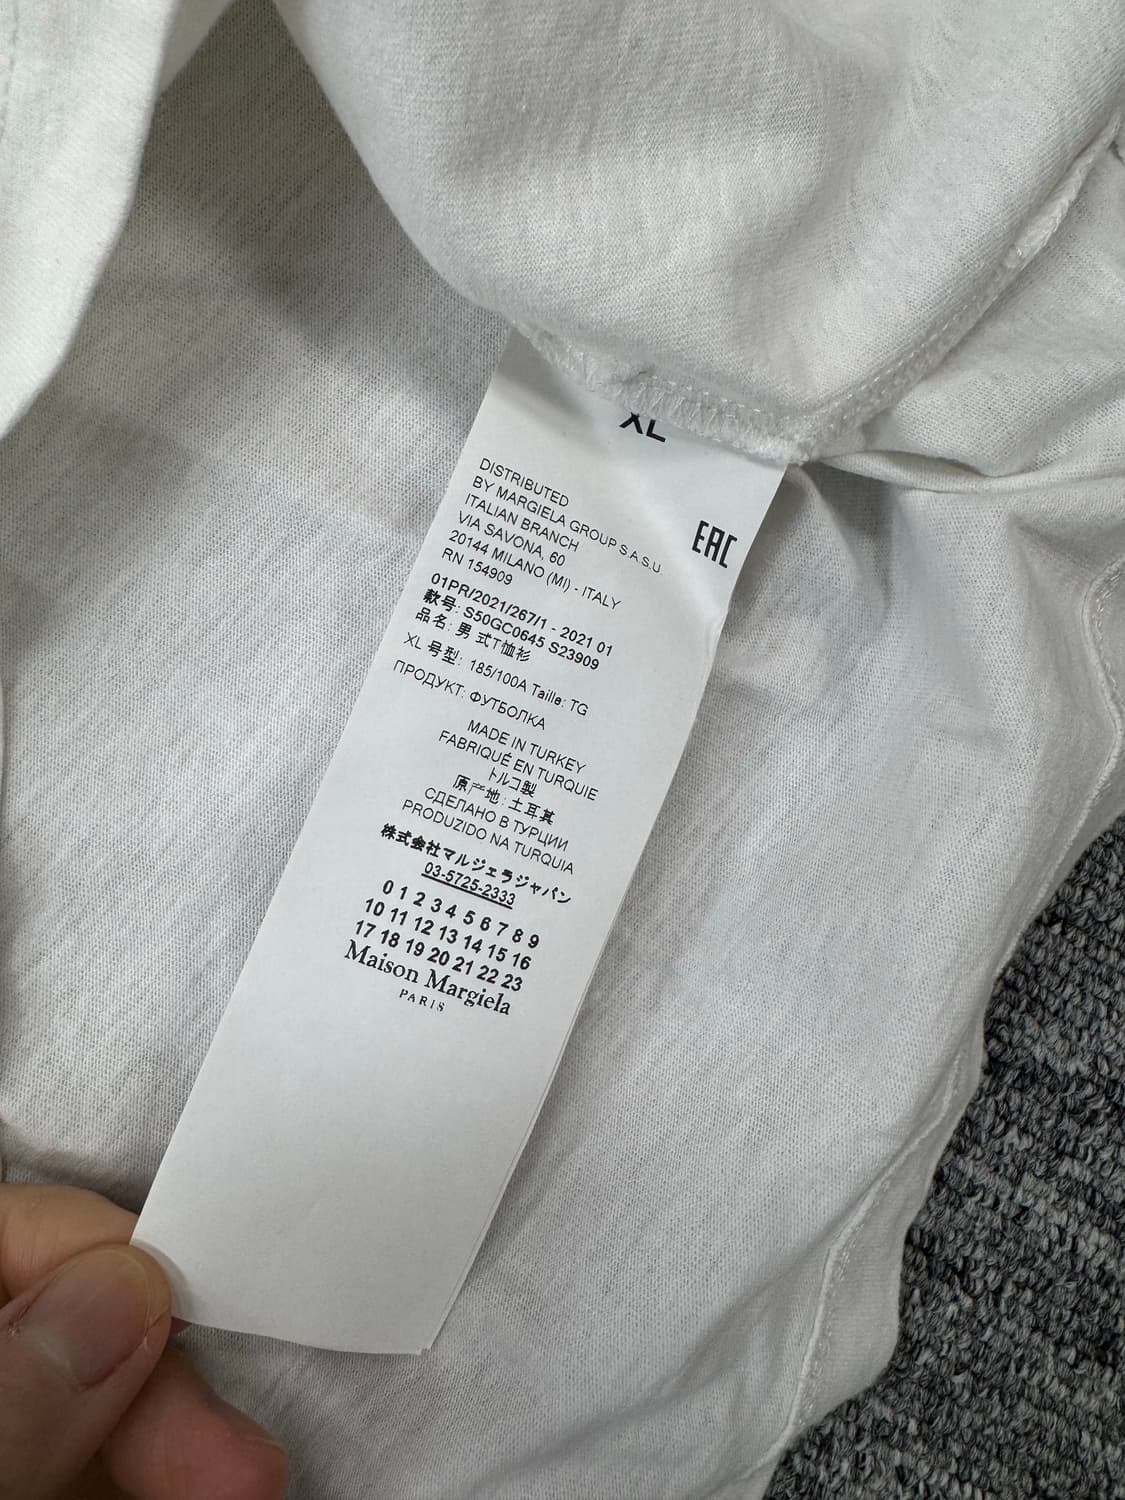 XL
DISTRIBUTED
BY MARGIELA GROUP S.A.S.U.
ITALIAN BRANCH
VIA SAVONA, 60
20144 MILANO (MI) - ITALY
RN 154909
EAC
01PR/2021/267/1 - 2021 01
款号: S50GC0645 S23909
品名: 男 式T恤衫
XL 号型: 185/100A Taille: TG
ПРОДУКТ: ФУТБОЛКА
MADE IN TURKEY
FABRIQUÉ EN TURQUIE
トルコ製
原产地: 土耳其
СДЕЛАНО В ТУРЦИИ
PRODUZIDO NA TURQUIA
株式会社マルジェラジャパン
03-5725-2333
0 1 2 3 4 5 6 7 8 9
10 11 12 13 14 15 16
17 18 19 20 21 22 23
Maison Margiela
PARIS